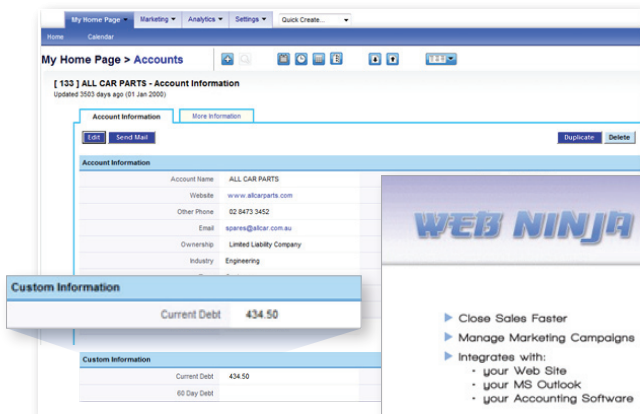 My Home Page Marketing Analytics Settings Quick Create...
Home Calendar
My Home Page > Accounts
[ 133 ] ALL CAR PARTS - Account Information
Updated 3503 days ago (01 Jan 2000)
Account Information More Information
Edit Send Mail Duplicate Delete
Account Information
Account Name ALL CAR PARTS
Website www.allcarparts.com
Other Phone 02 8473 3452
Email spares@allcar.com.au
Ownership Limited Liability Company
Industry Engineering
Custom Information
Current Debt 434.50
Custom Information
Current Debt 434.50
60 Day Debt
WEB NINJA
Close Sales Faster
Manage Marketing Campaigns
Integrates with:
· your Web Site
· your MS Outlook
· your Accounting Software